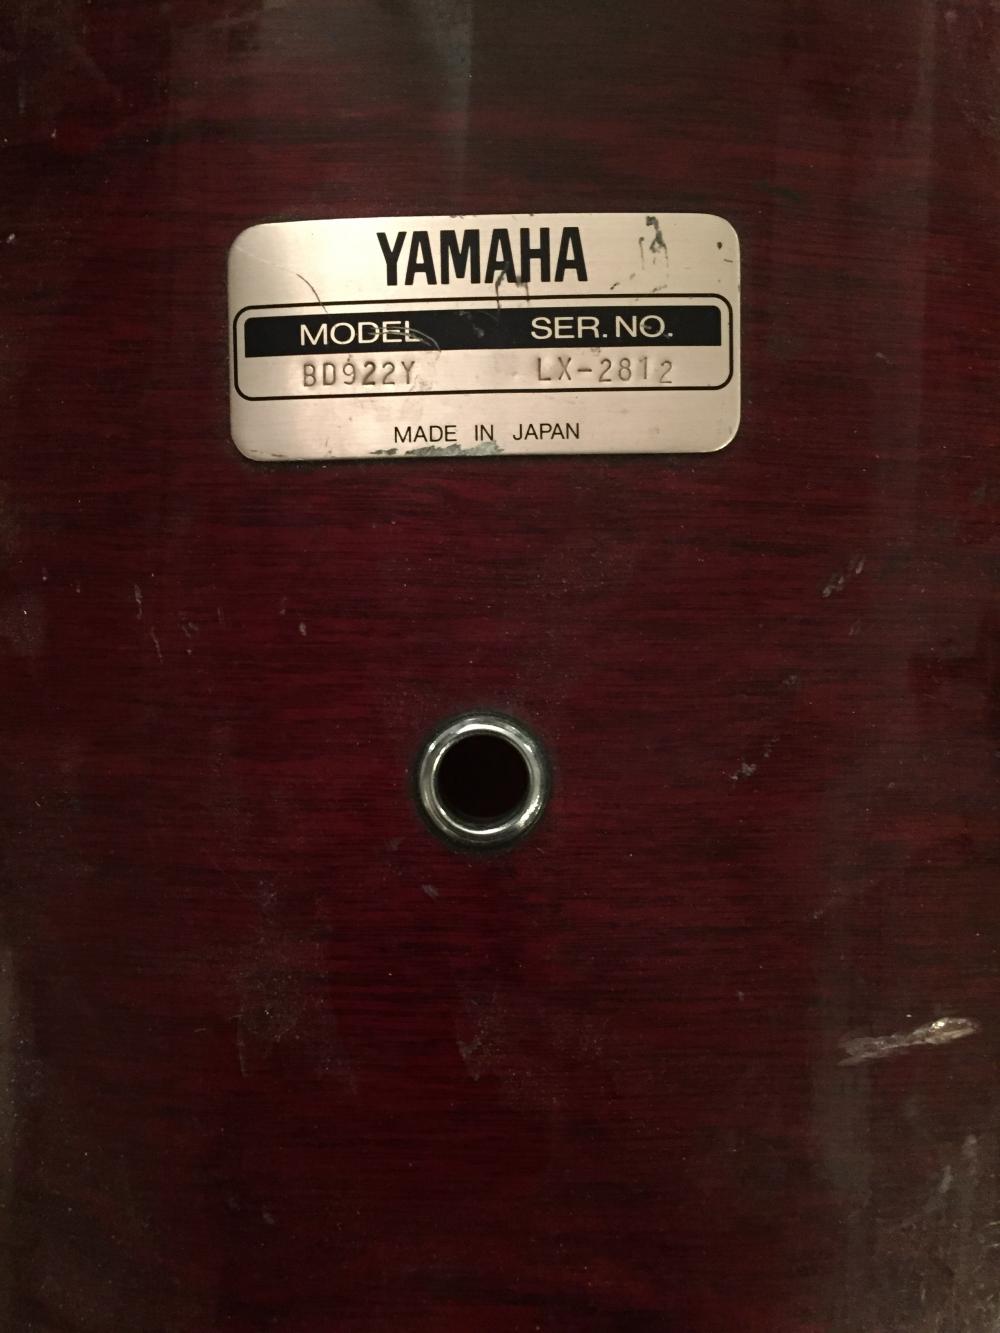 YAMAHA
MODEL SER. NO.
BD922Y LX-2812
MADE IN JAPAN